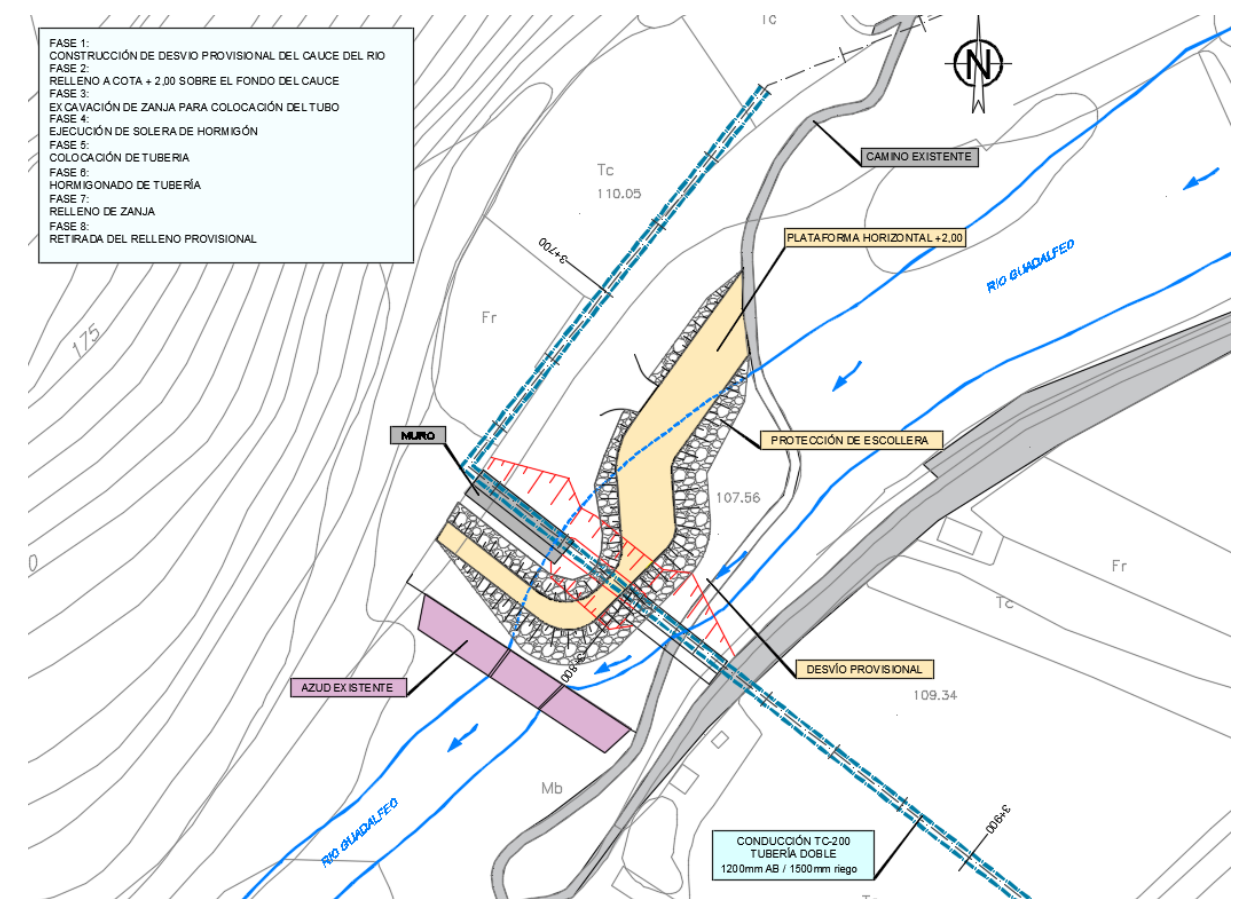 FASE 1:
CONSTRUCCIÓN DE DESVIO PROVISIONAL DEL CAUCE DEL RIO
FASE 2:
RELLENO A COTA + 2,00 SOBRE EL FONDO DEL CAUCE
FASE 3:
EXCAVACIÓN DE ZANJA PARA COLOCACIÓN DEL TUBO
FASE 4:
EJECUCIÓN DE SOLERA DE HORMIGÓN
FASE 5:
COLOCACIÓN DE TUBERIA
FASE 6:
HORMIGONADO DE TUBERÍA
FASE 7:
RELLENO DE ZANJA
FASE 8:
RETIRADA DEL RELLENO PROVISIONAL
Tc
N
CAMINO EXISTENTE
Tc
110.05
PLATAFORMA HORIZONTAL +2,00
3+700
RIO GUADALFEO
Fr
175
MURO
PROTECCIÓN DE ESCOLLERA
107.56
0
Fr
Tc
DESVÍO PROVISIONAL
3+800
AZUD EXISTENTE
109.34
Mb
RIO GUADALFEO
3+900
CONDUCCIÓN TC-200
TUBERÍA DOBLE
1200mm AB / 1500mm riego
Tc